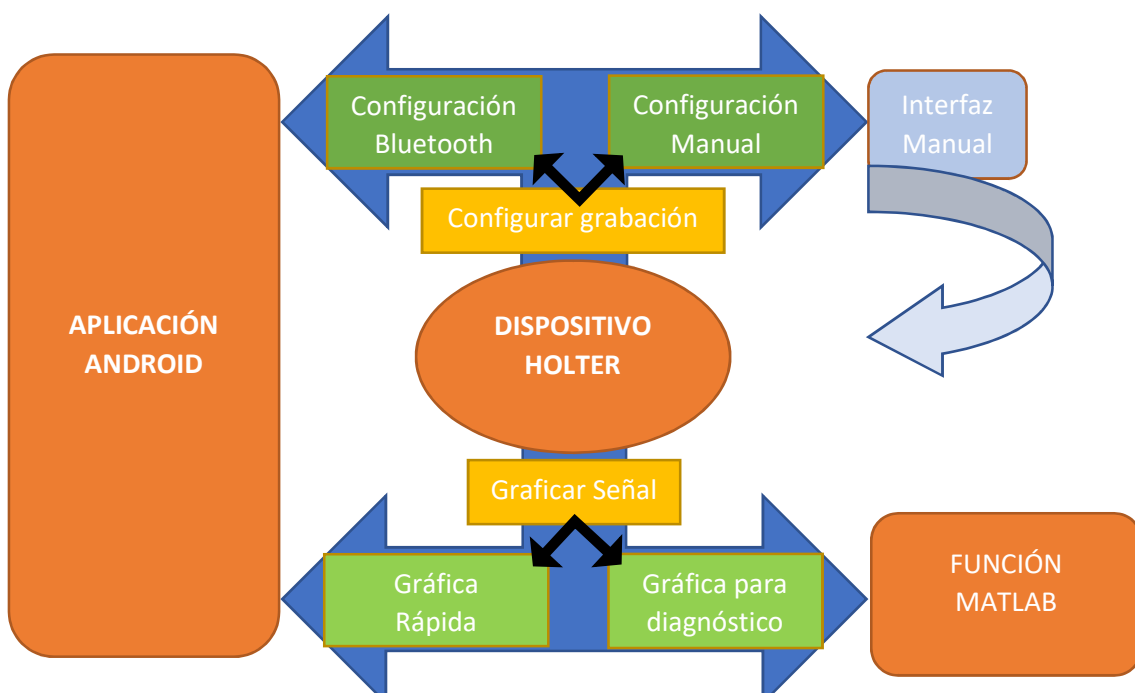 Configuración
Bluetooth
Configuración
Manual
Interfaz
Manual
Configurar grabación
APLICACIÓN
ANDROID
DISPOSITIVO
HOLTER
Graficar Señal
Gráfica
Rápida
Gráfica para
diagnóstico
FUNCIÓN
MATLAB